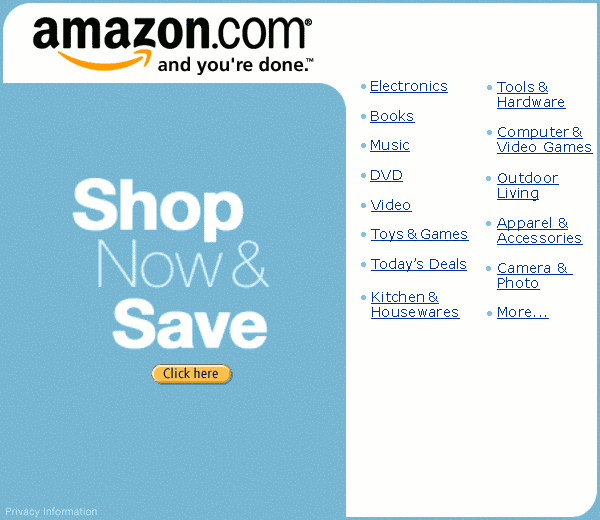 amazon.com®
and you're done.™
Shop
Now &
Save
Click here
Privacy Information
• Electronics
• Books
• Music
• DVD
• Video
• Toys & Games
• Today's Deals
• Kitchen &
Housewares
• Tools &
Hardware
• Computer &
Video Games
• Outdoor
Living
• Apparel &
Accessories
• Camera &
Photo
• More...